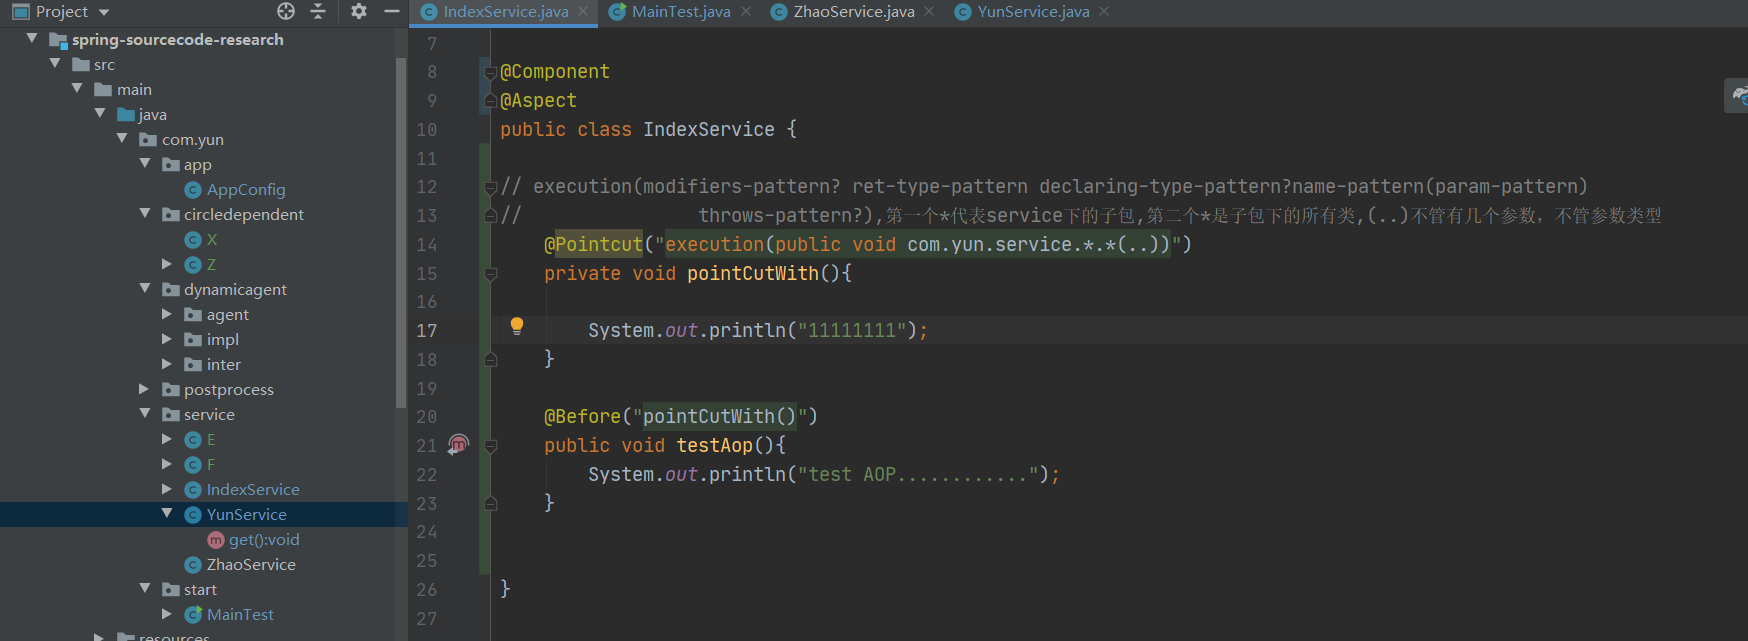 Project
IndexService.java
MainTest.java
ZhaoService.java
YunService.java
spring-sourcecode-research
src
main
java
com.yun
app
AppConfig
circledependent
X
Z
dynamicagent
agent
impl
inter
postprocess
service
E
F
IndexService
YunService
get():void
ZhaoService
start
MainTest
resources
7
8 @Component
9 @Aspect
10 public class IndexService {
11
12 // execution(modifiers-pattern? ret-type-pattern declaring-type-pattern?name-pattern(param-pattern)
13 // throws-pattern?),第一个*代表service下的子包,第二个*是子包下的所有类,(..)不管有几个参数，不管参数类型
14 @Pointcut("execution(public void com.yun.service.*.*(..))")
15 private void pointCutWith(){
16
17 System.out.println("11111111");
18 }
19
20 @Before("pointCutWith()")
21 public void testAop(){
22 System.out.println("test AOP............");
23 }
24
25
26 }
27